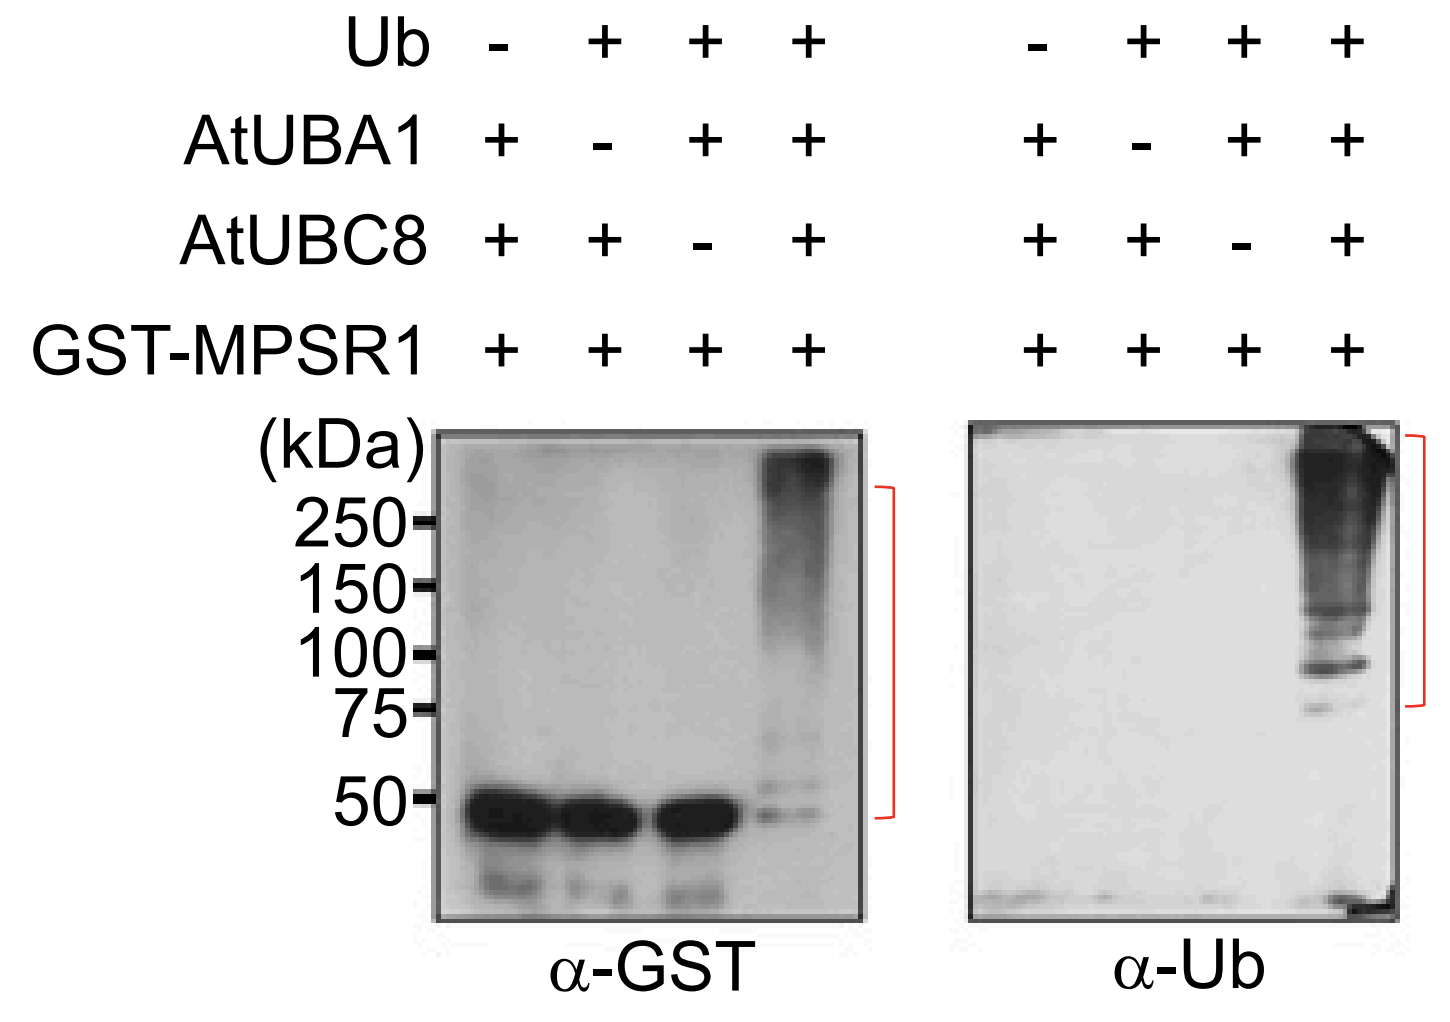 Ub - + + + - + + +
AtUBA1 + - + + + - + +
AtUBC8 + + - + + + - +
GST-MPSR1 + + + + + + + +
(kDa)
250
150
100
75
50
α-GST α-Ub